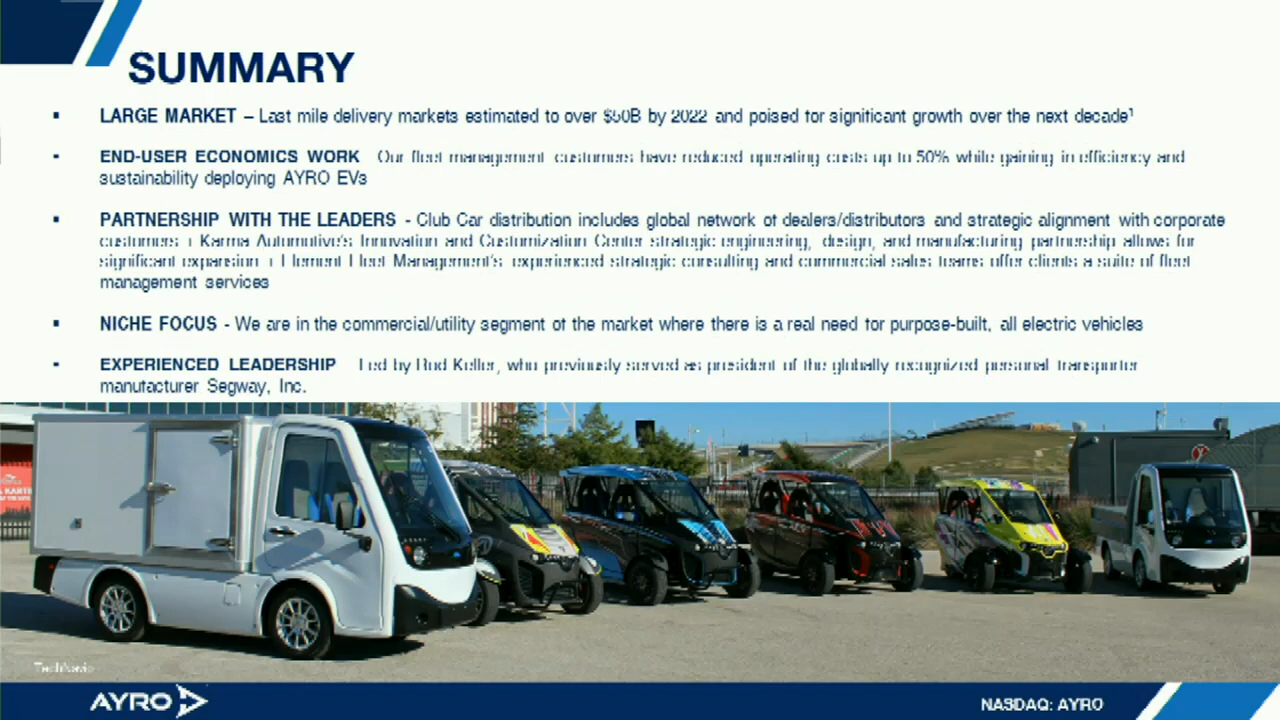 SUMMARY
▪ LARGE MARKET – Last mile delivery markets estimated to over $50B by 2022 and poised for significant growth over the next decade¹
▪ END-USER ECONOMICS WORK Our fleet management customers have reduced operating costs up to 50% while gaining in efficiency and
sustainability deploying AYRO EVs
▪ PARTNERSHIP WITH THE LEADERS - Club Car distribution includes global network of dealers/distributors and strategic alignment with corporate
customers + Karma Automotive's Innovation and Customization Center strategic engineering, design, and manufacturing partnership allows for
significant expansion + Element Fleet Management's experienced strategic consulting and commercial sales teams offer clients a suite of fleet
management services
▪ NICHE FOCUS - We are in the commercial/utility segment of the market where there is a real need for purpose-built, all electric vehicles
▪ EXPERIENCED LEADERSHIP Led by Rod Keller, who previously served as president of the globally recognized personal transporter
manufacturer Segway, Inc.
TechNavio
AYRO
NASDAQ: AYRO